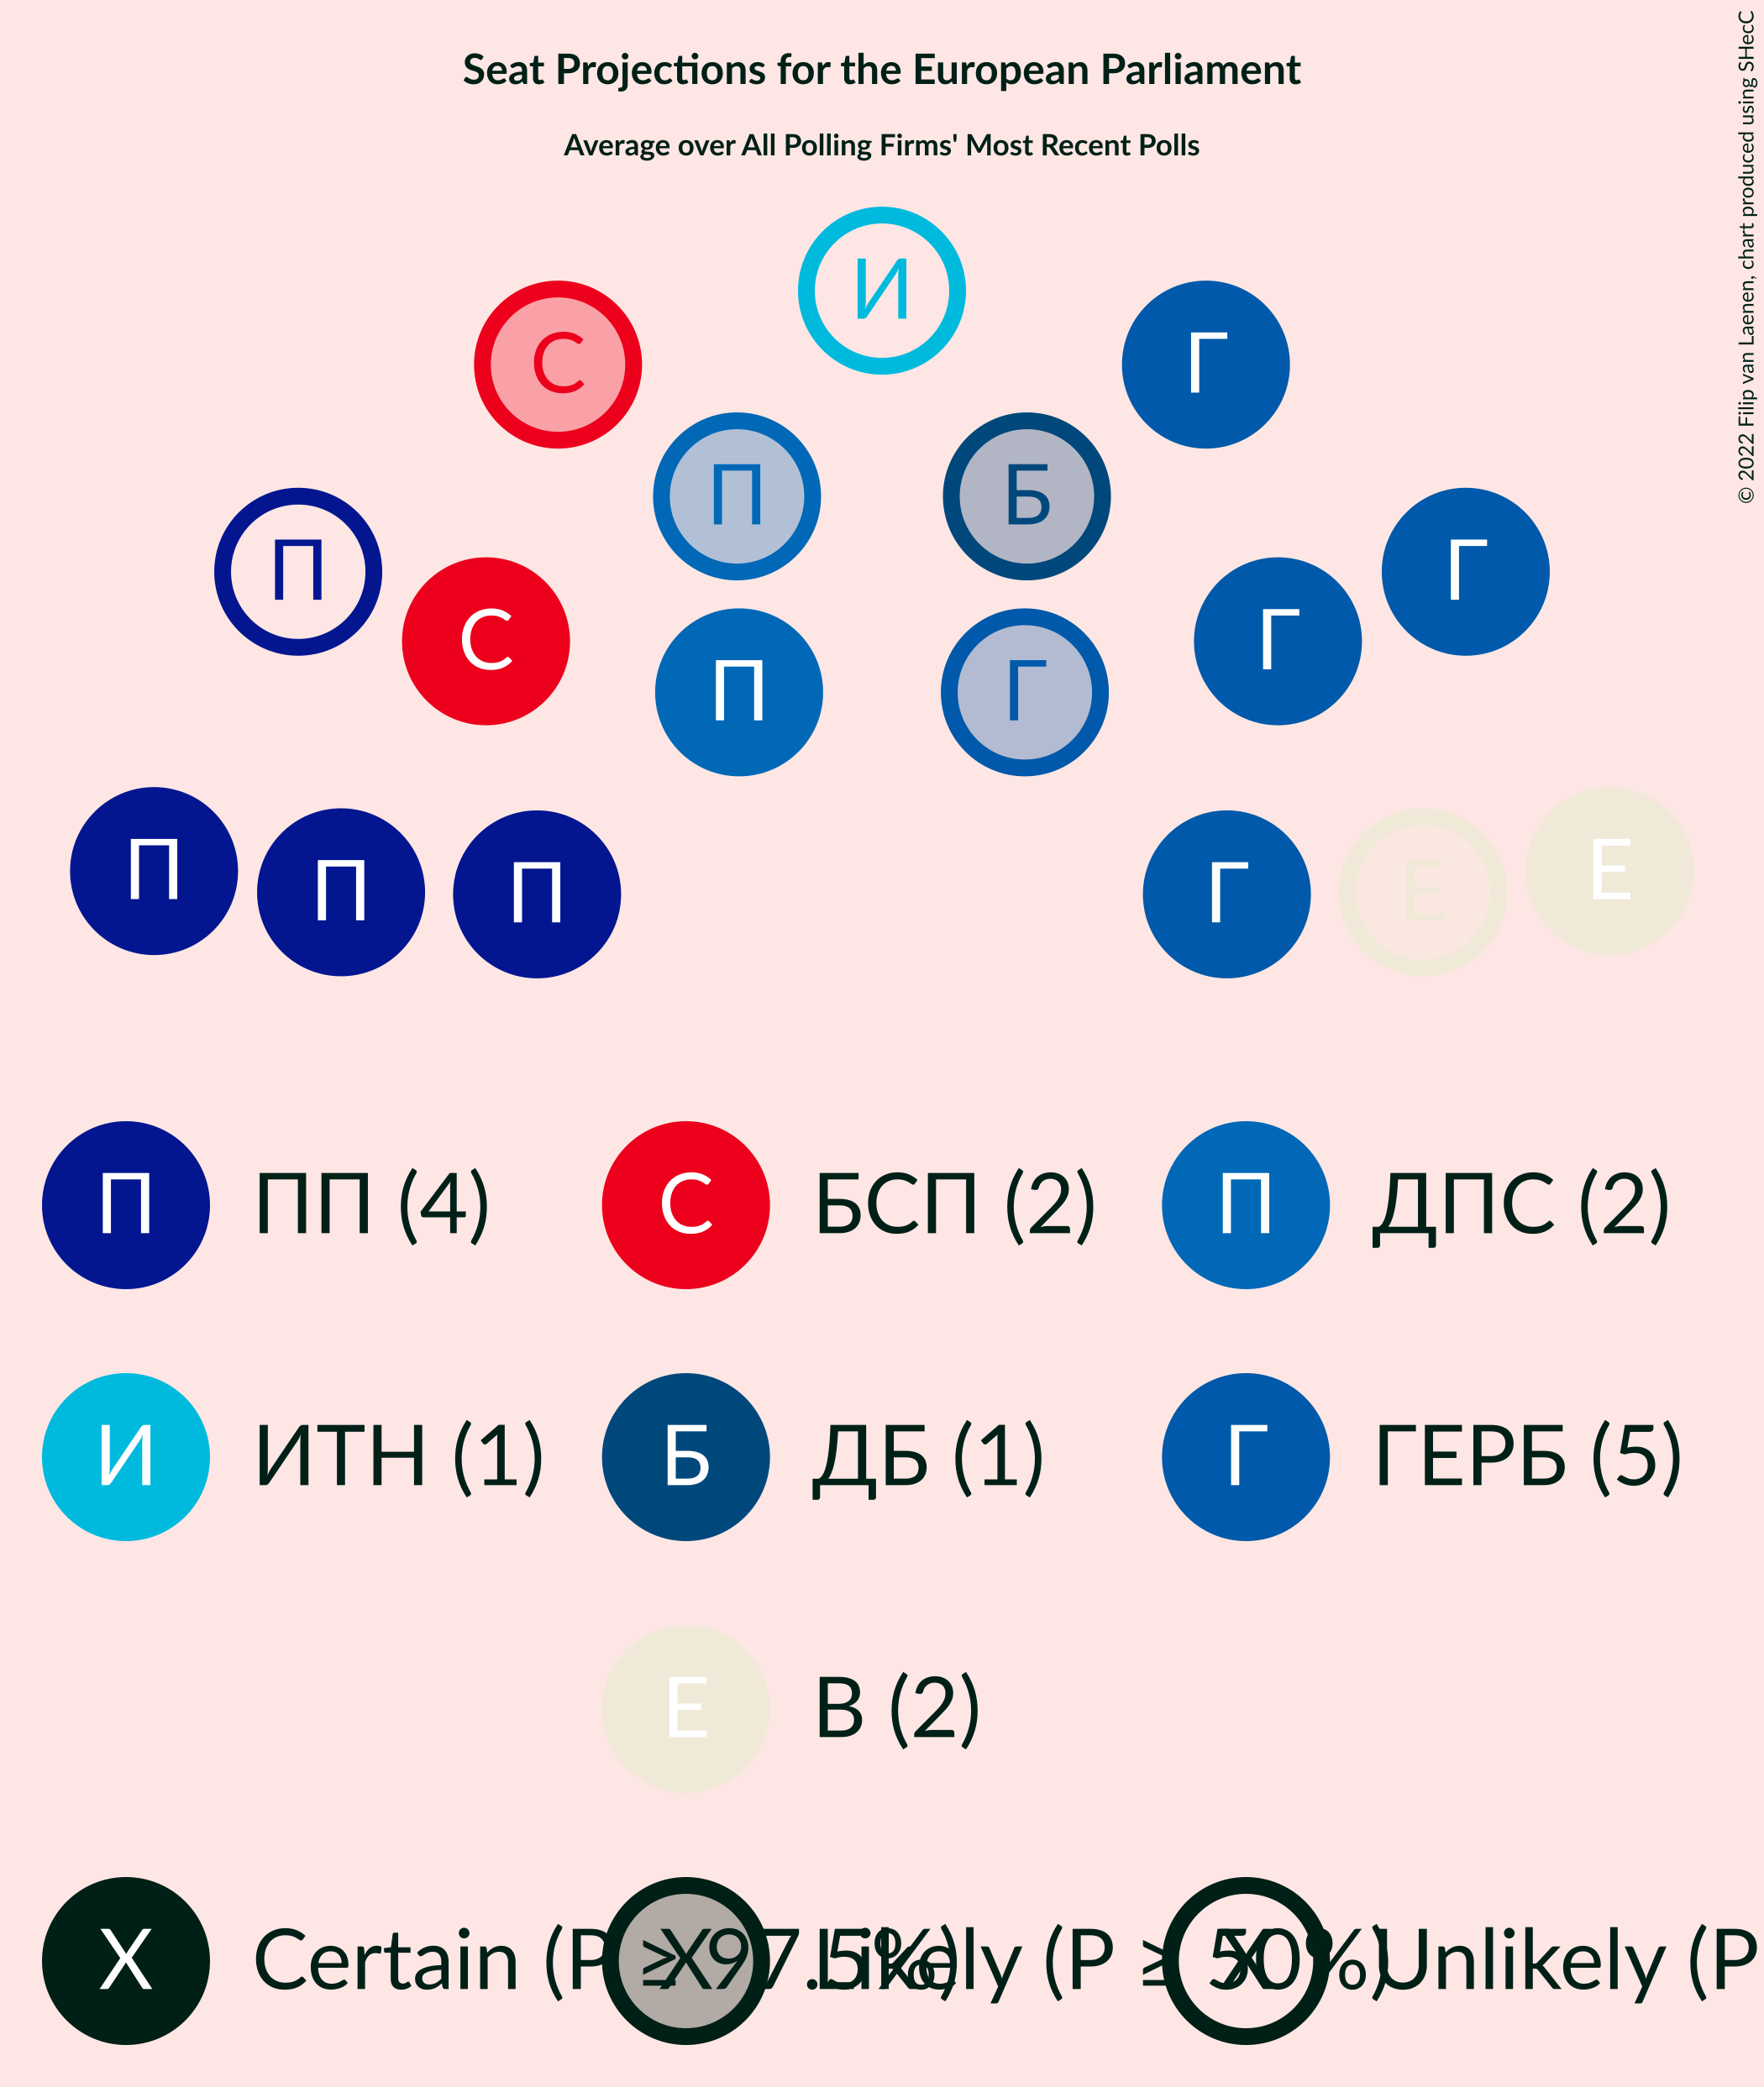 Seat Projections for the European Parliament
Average over All Polling Firms' Most Recent Polls
© 2022 Filip van Laenen, chart produced using SHecC
И
С
Г
П
Б
П
Г
С
Г
П
Г
П
П
П
Г
Е
Е
П ПП (4)
С БСП (2)
П ДПС (2)
И ИТН (1)
Б ДБ (1)
Г ГЕРБ (5)
Е В (2)
X Certain (P ≥ 97.5%)
X Likely (P ≥ 50%)
X Unlikely (P